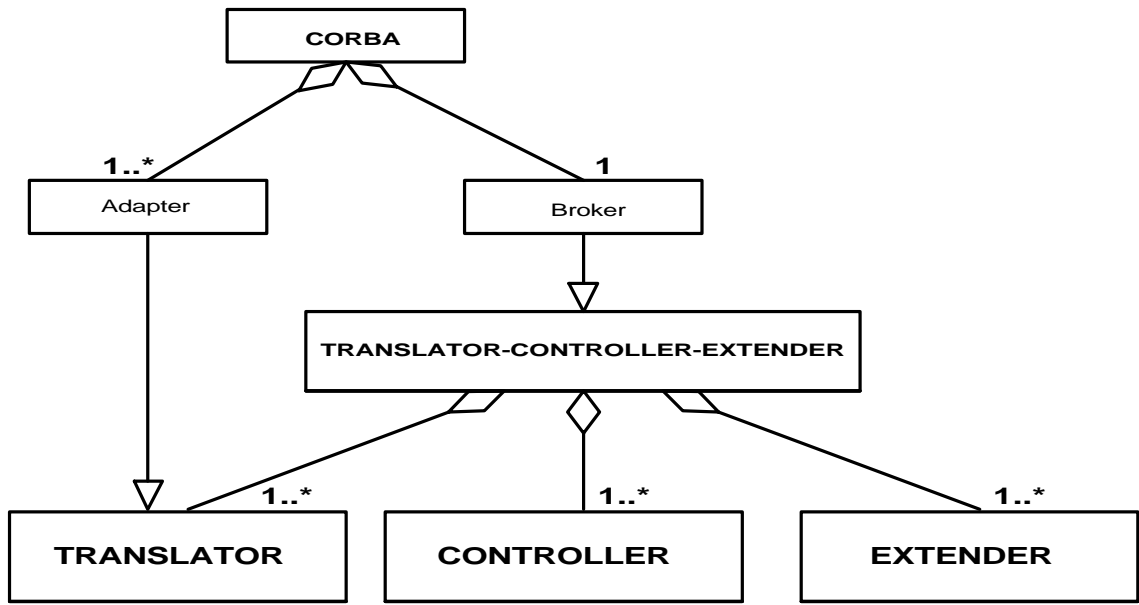 CORBA
1..*
1
Adapter
Broker
TRANSLATOR-CONTROLLER-EXTENDER
1..*
1..*
1..*
TRANSLATOR
CONTROLLER
EXTENDER